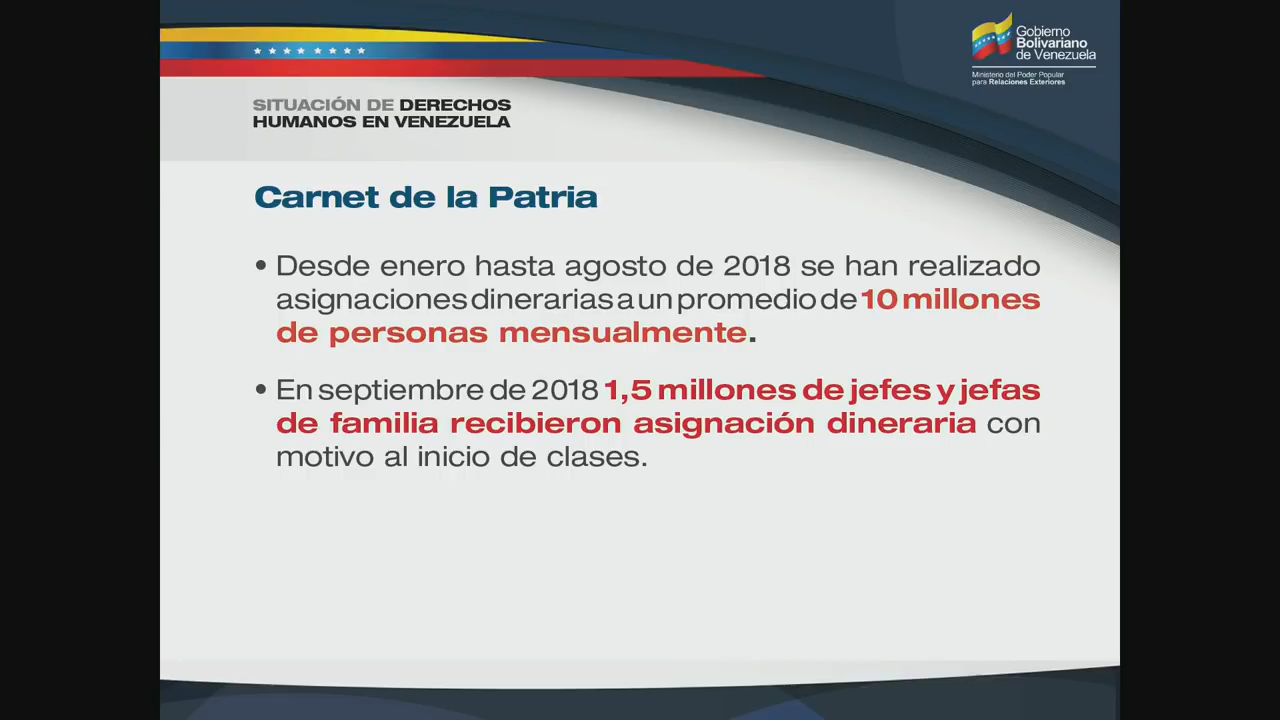 Gobierno
Bolivariano
de Venezuela
Ministerio del Poder Popular
para Relaciones Exteriores
SITUACIÓN DE DERECHOS
HUMANOS EN VENEZUELA
Carnet de la Patria
• Desde enero hasta agosto de 2018 se han realizado
asignaciones dinerarias a un promedio de 10 millones
de personas mensualmente.
• En septiembre de 2018 1,5 millones de jefes y jefas
de familia recibieron asignación dineraria con
motivo al inicio de clases.